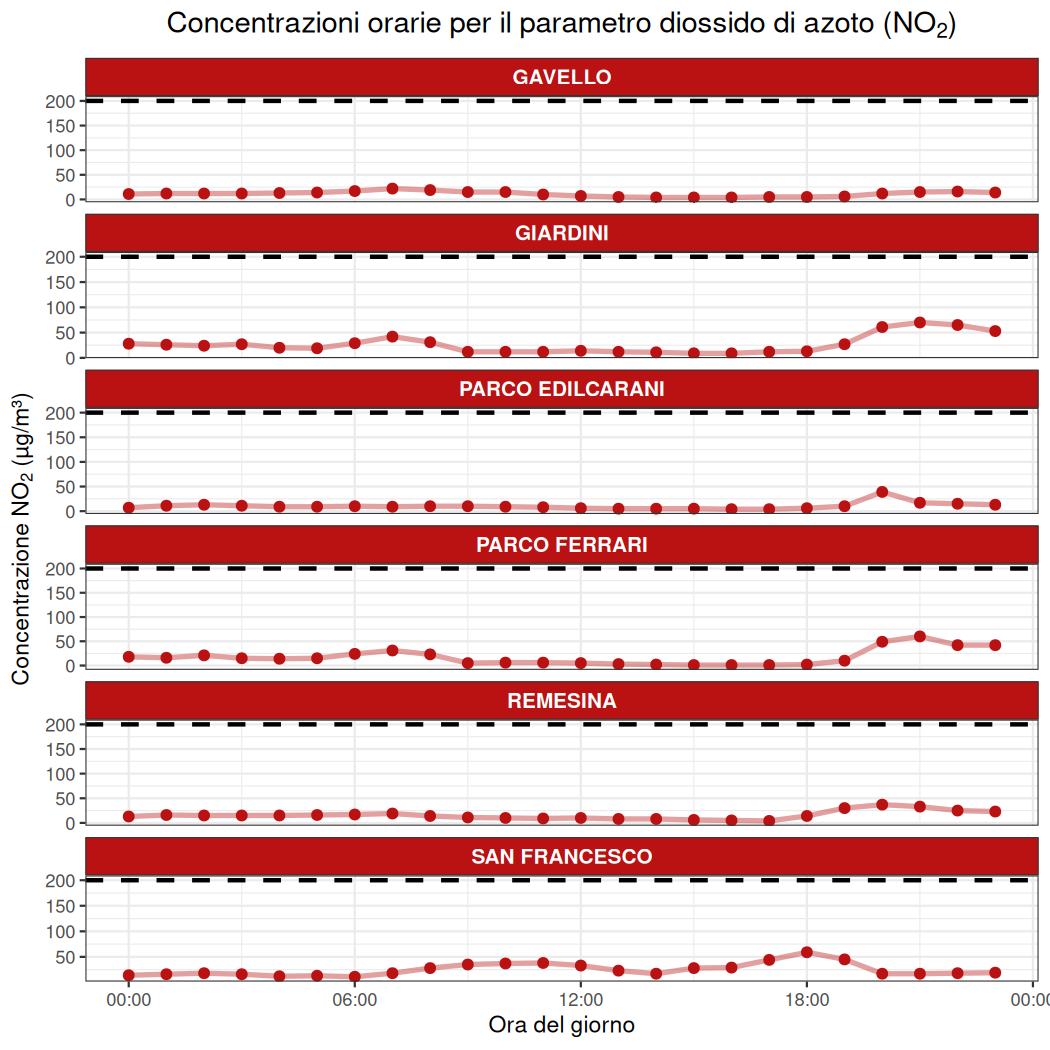 Concentrazioni orarie per il parametro diossido di azoto (NO₂)
Concentrazione NO₂ (µg/m³)
GAVELLO
200
150
100
50
0
GIARDINI
200
150
100
50
0
PARCO EDILCARANI
200
150
100
50
0
PARCO FERRARI
200
150
100
50
0
REMESINA
200
150
100
50
0
SAN FRANCESCO
200
150
100
50
00:00 06:00 12:00 18:00 00:0
Ora del giorno